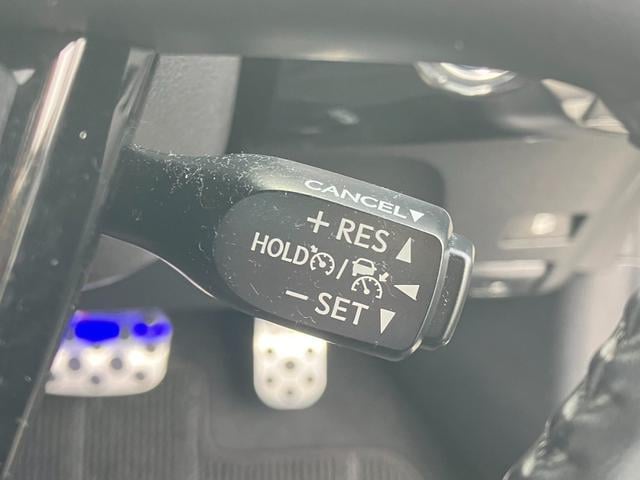 CANCEL▼
+ RES ▲
HOLD / ◀
− SET ▼